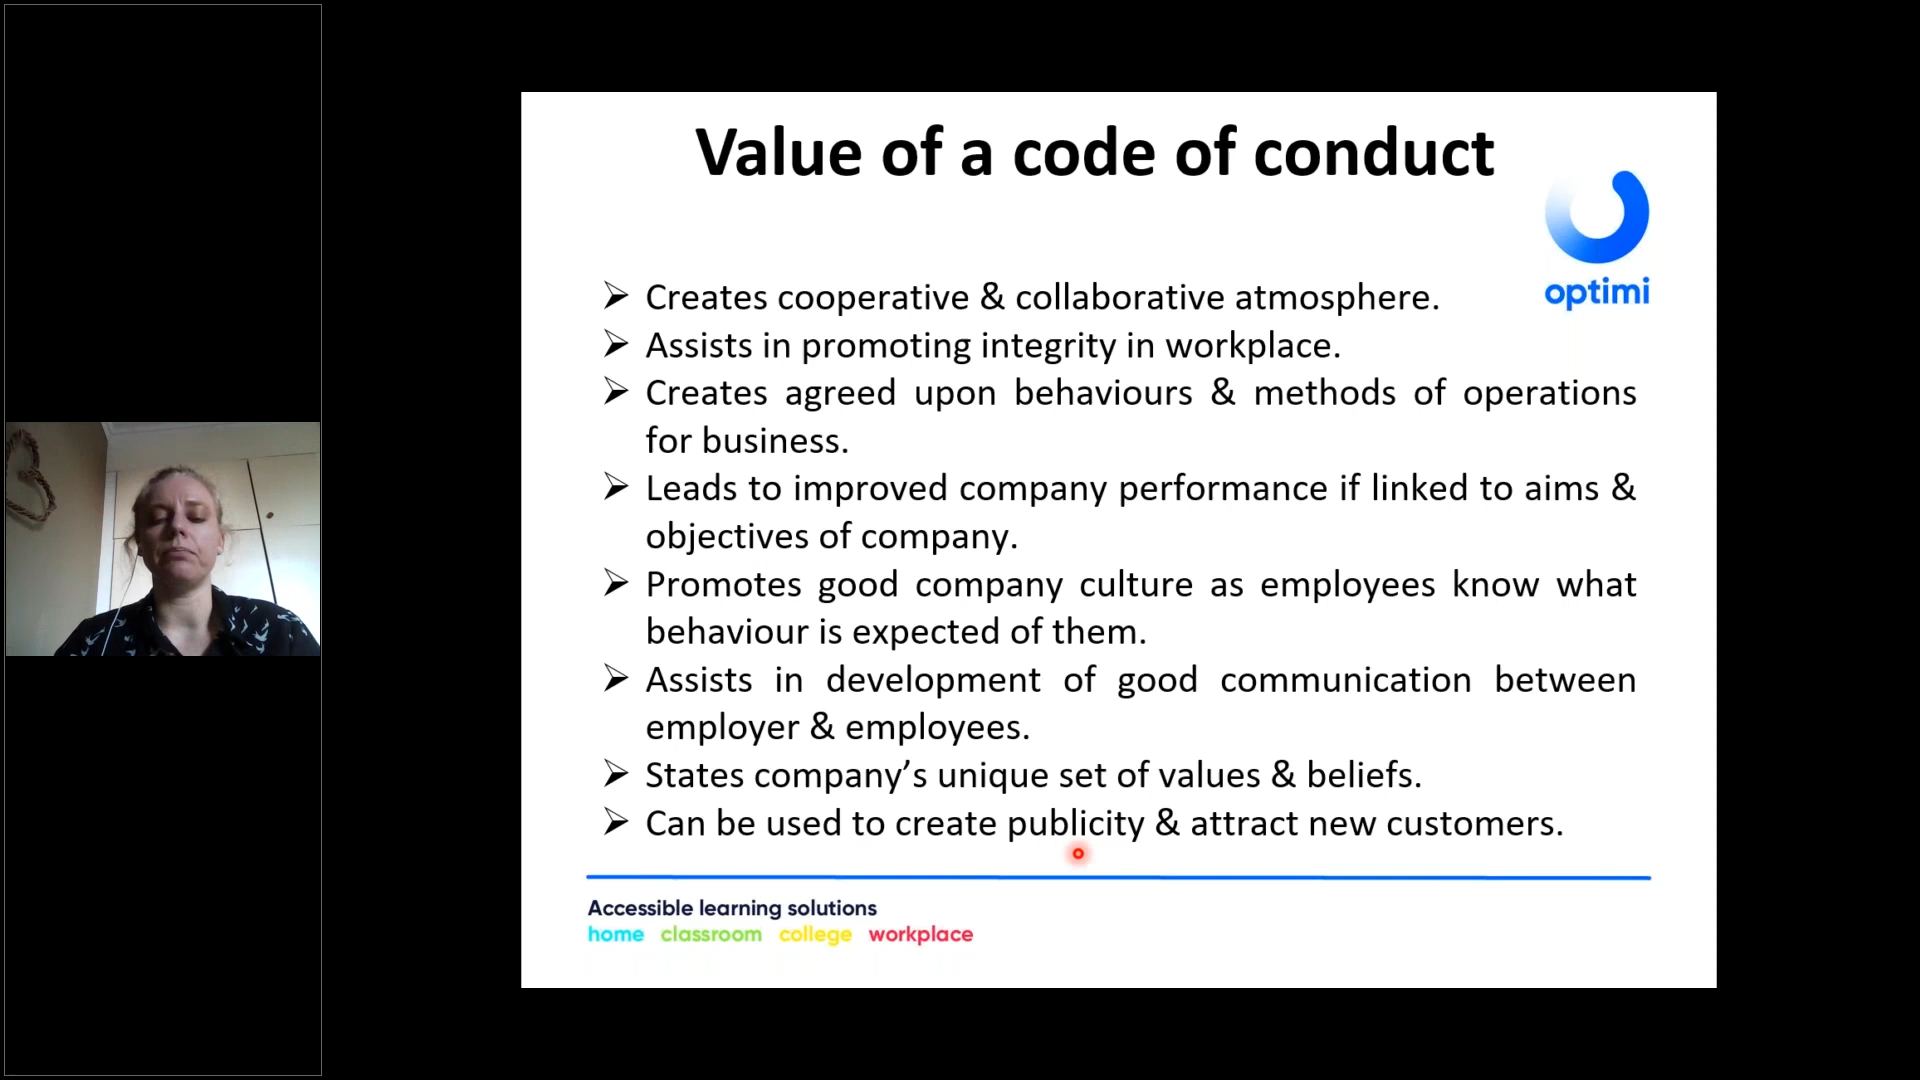 Value of a code of conduct
optimi
Creates cooperative & collaborative atmosphere.
Assists in promoting integrity in workplace.
Creates agreed upon behaviours & methods of operations
for business.
Leads to improved company performance if linked to aims &
objectives of company.
Promotes good company culture as employees know what
behaviour is expected of them.
Assists in development of good communication between
employer & employees.
States company’s unique set of values & beliefs.
Can be used to create publicity & attract new customers.
Accessible learning solutions
home classroom college workplace